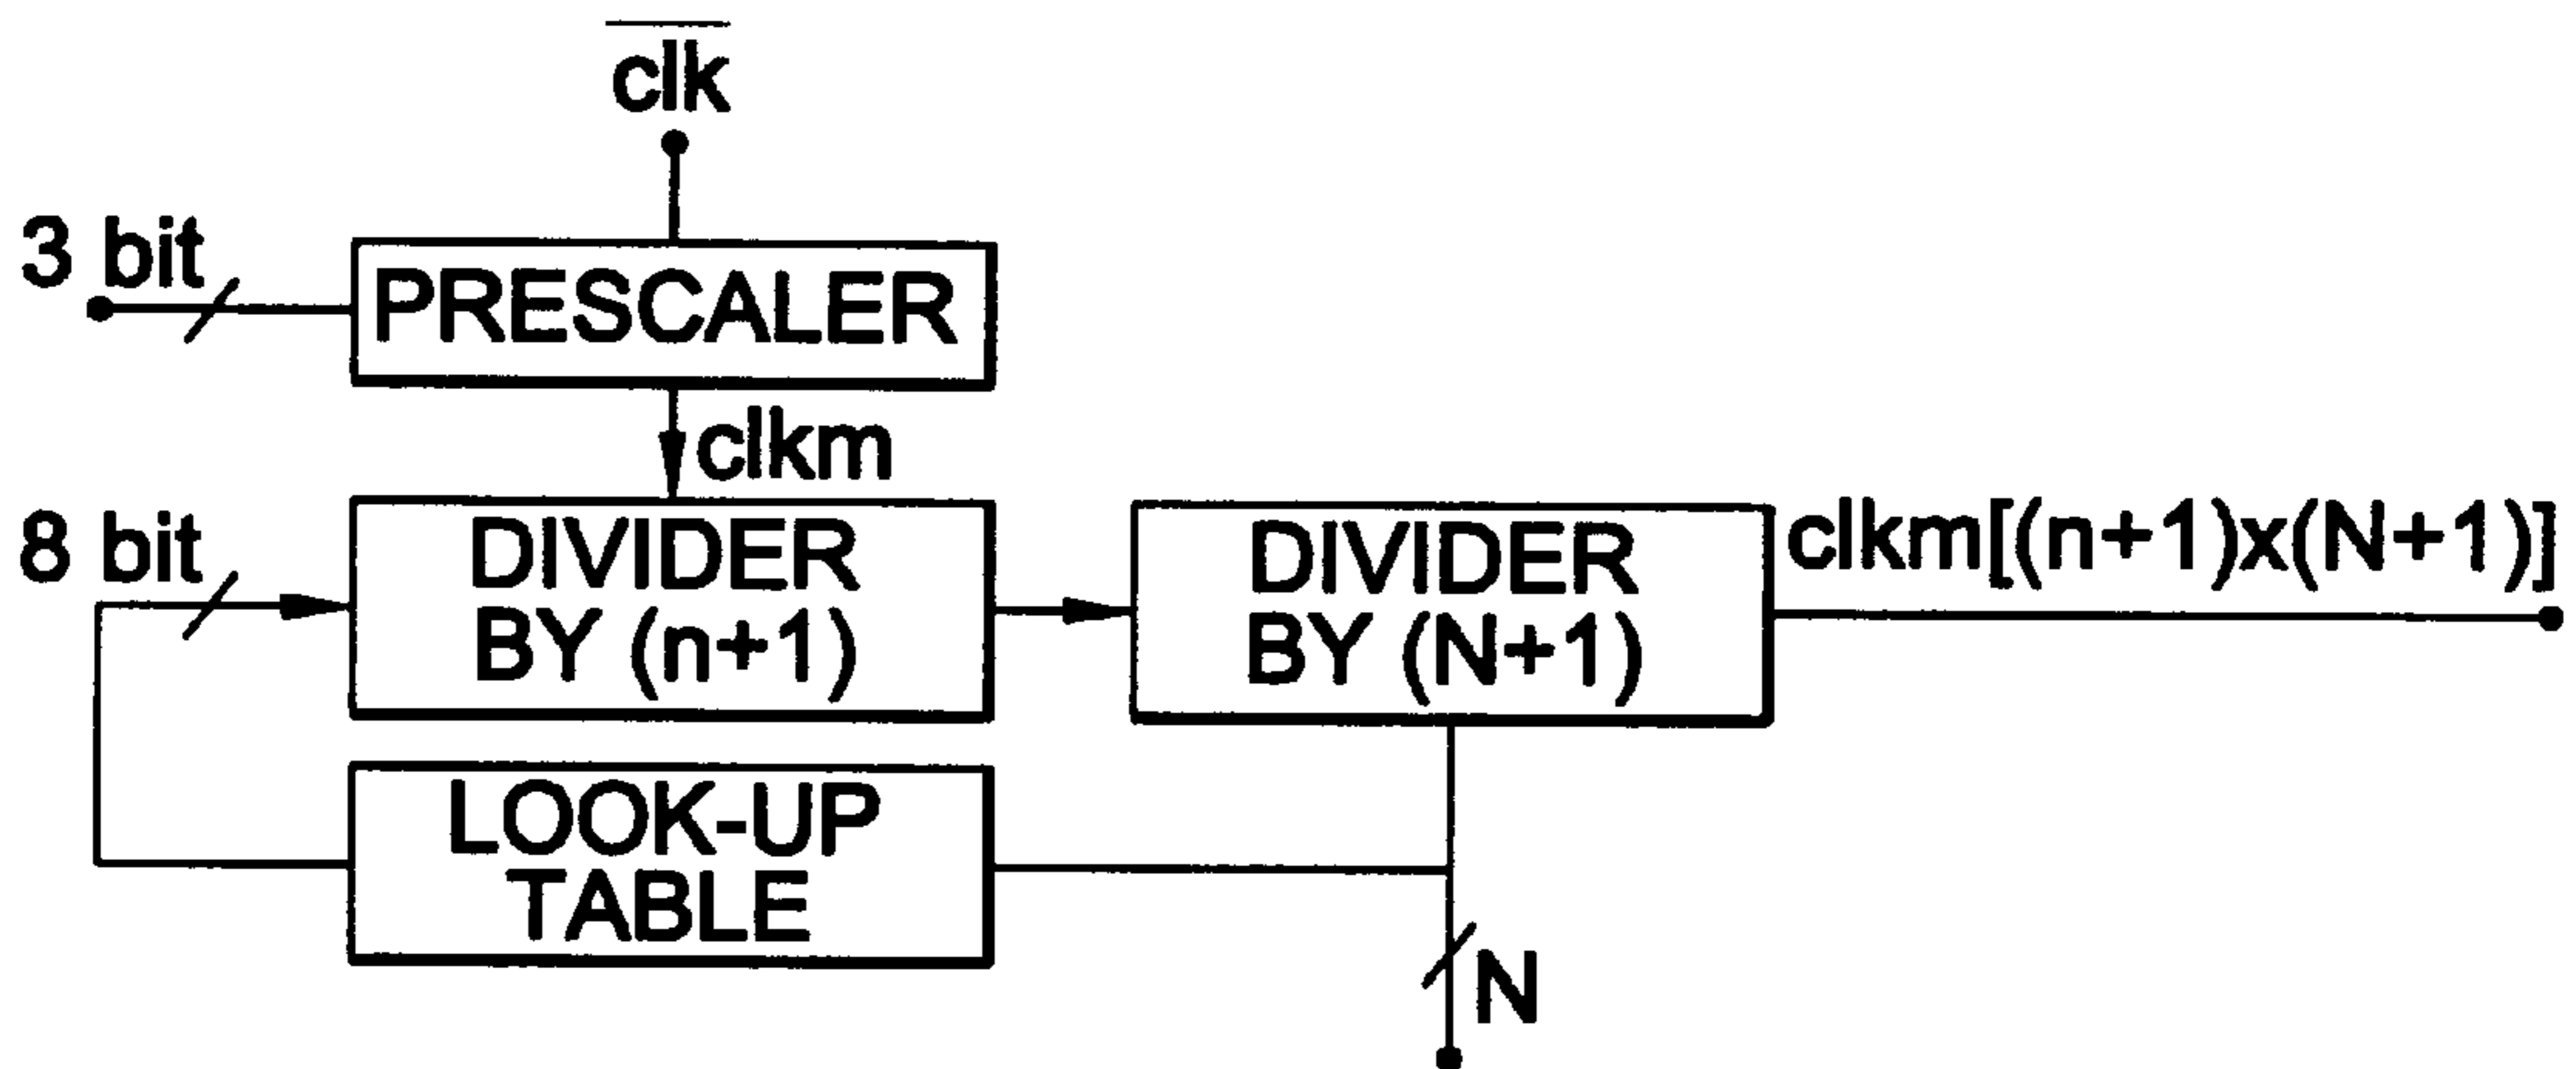 clk
3 bit
PRESCALER
clkm
8 bit
DIVIDER
BY (n+1)
DIVIDER
BY (N+1)
clkm[(n+1)x(N+1)]
LOOK-UP
TABLE
N